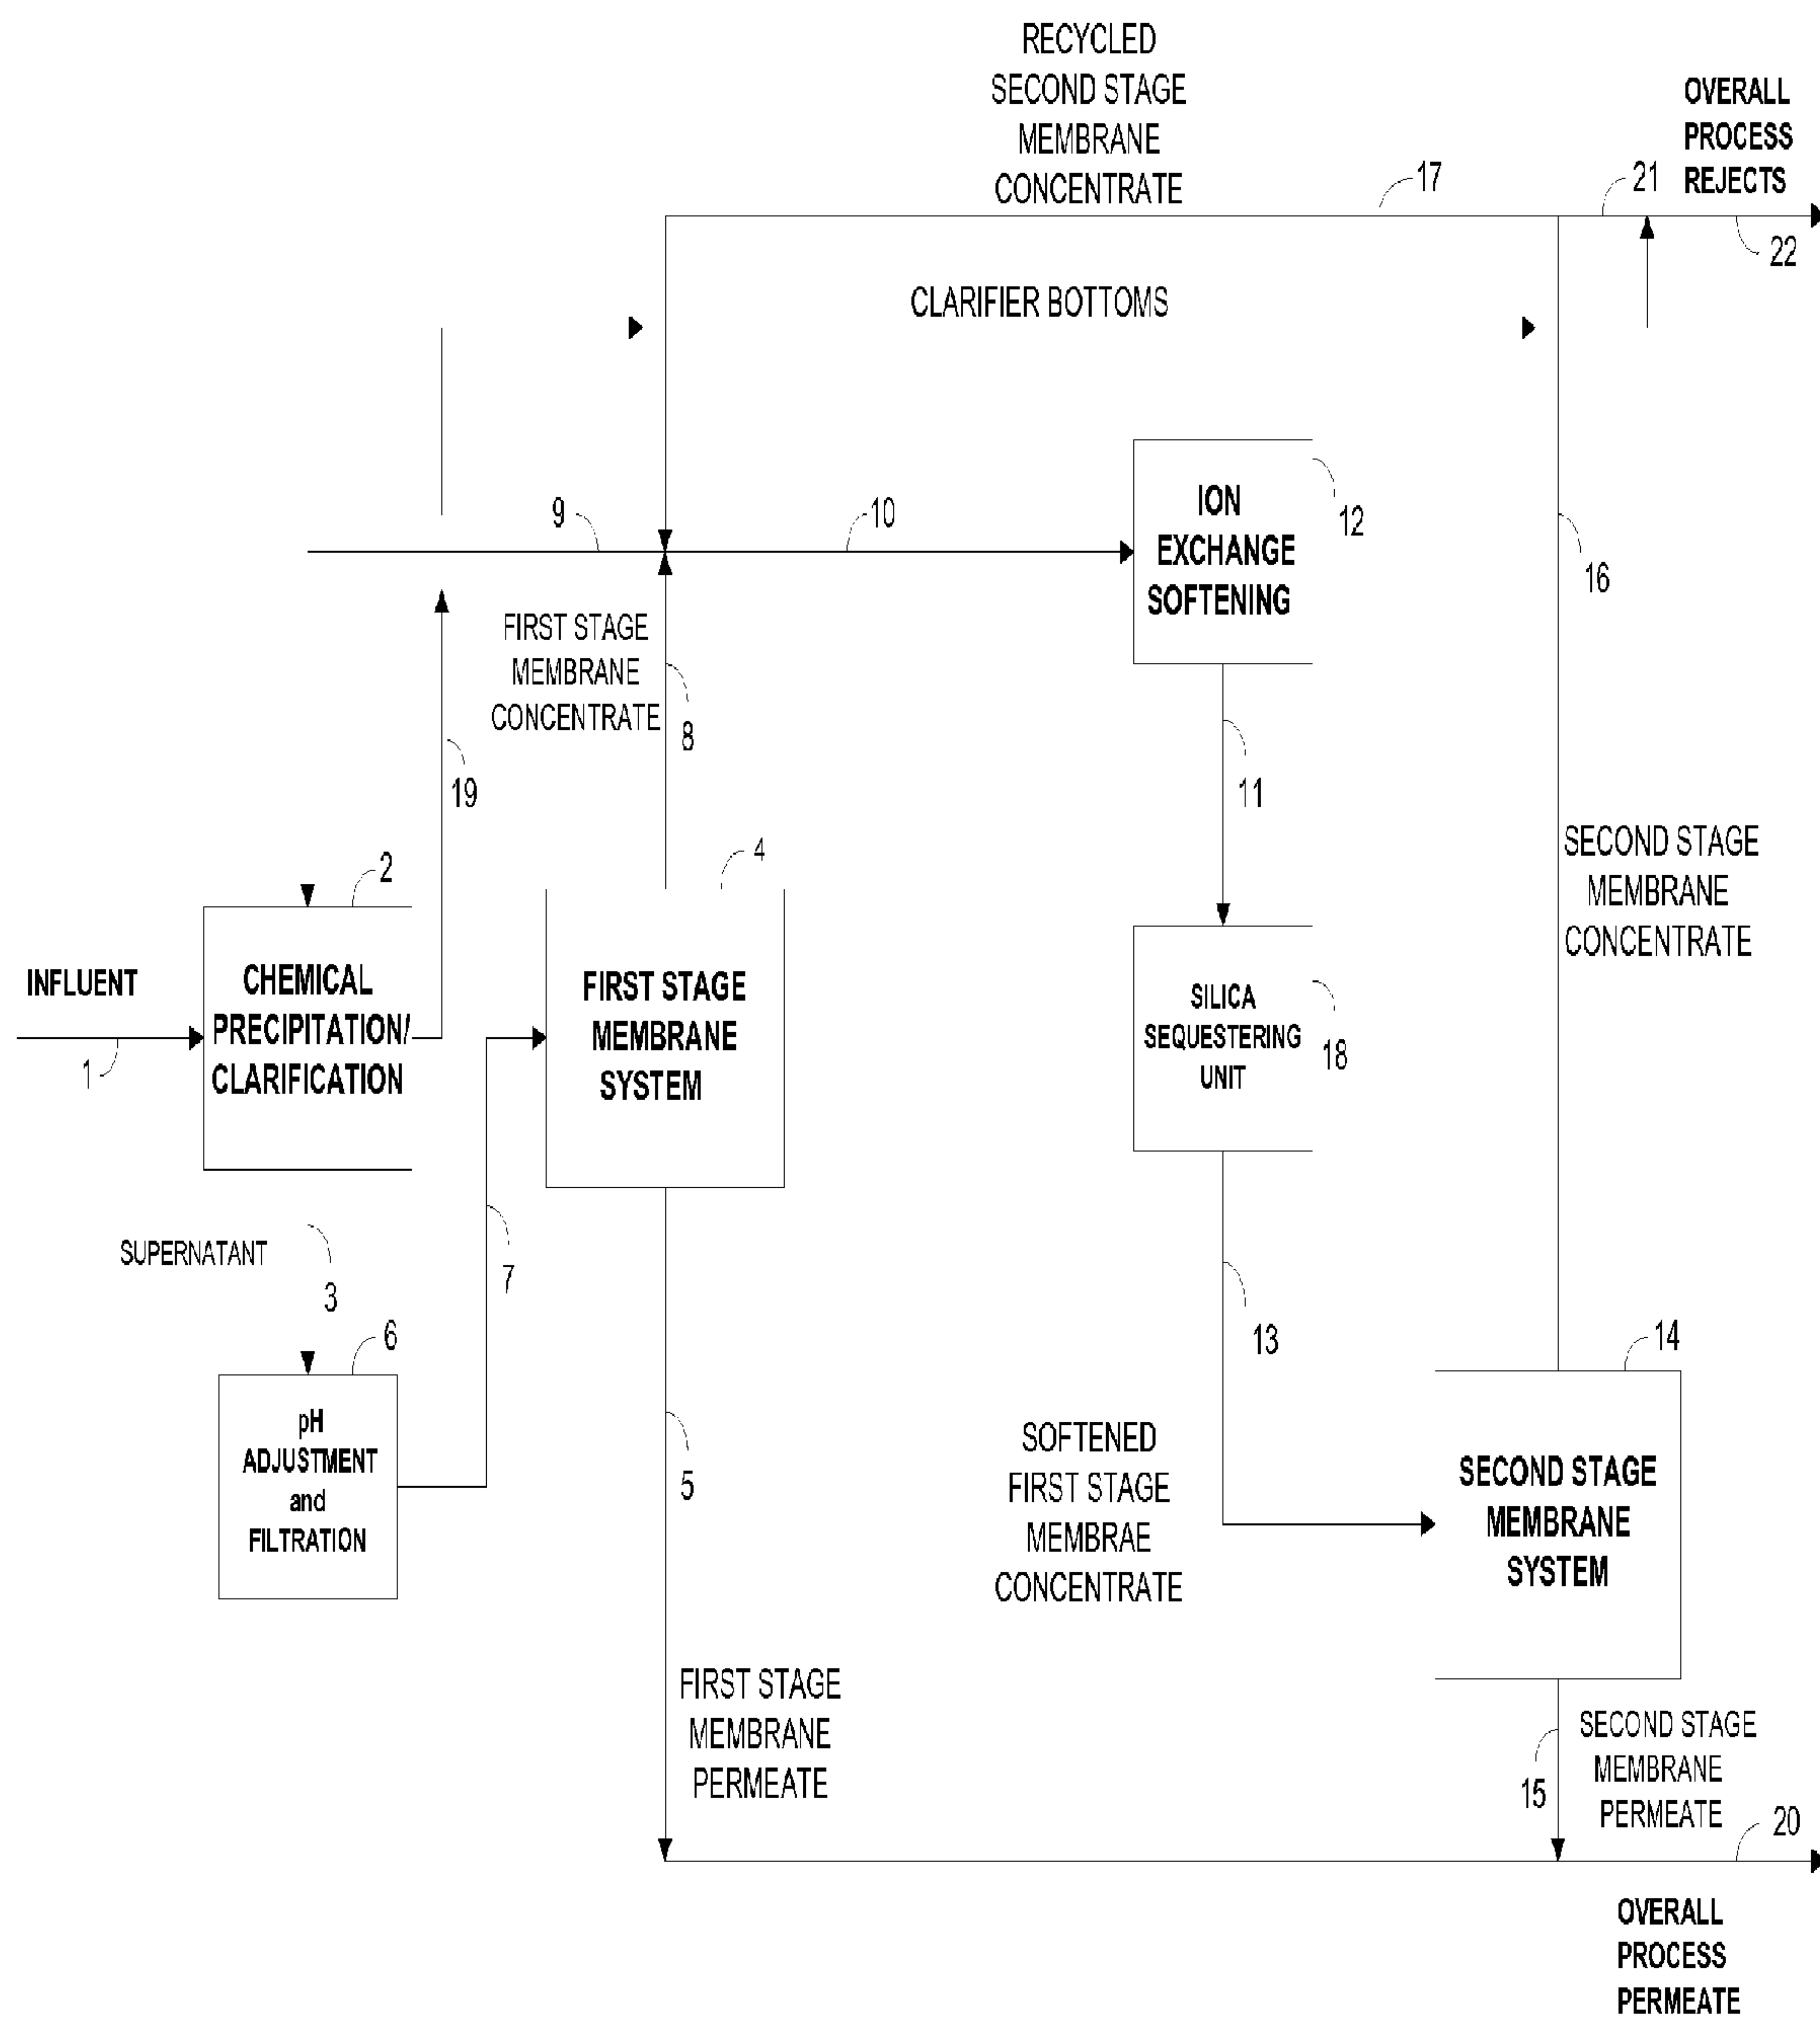 RECYCLED
SECOND STAGE
MEMBRANE
CONCENTRATE
OVERALL
PROCESS
REJECTS
17
21
22
CLARIFIER BOTTOMS
9
10
ION
EXCHANGE
SOFTENING
12
16
FIRST STAGE
MEMBRANE
CONCENTRATE
8
19
11
2
4
SECOND STAGE
MEMBRANE
CONCENTRATE
INFLUENT
1
CHEMICAL
PRECIPITATION/
CLARIFICATION
FIRST STAGE
MEMBRANE
SYSTEM
SILICA
SEQUESTERING
UNIT
18
SUPERNATANT
3
7
6
13
14
pH
ADJUSTMENT
and
FILTRATION
5
SOFTENED
FIRST STAGE
MEMBRAE
CONCENTRATE
SECOND STAGE
MEMBRANE
SYSTEM
FIRST STAGE
MEMBRANE
PERMEATE
15
SECOND STAGE
MEMBRANE
PERMEATE
20
OVERALL
PROCESS
PERMEATE